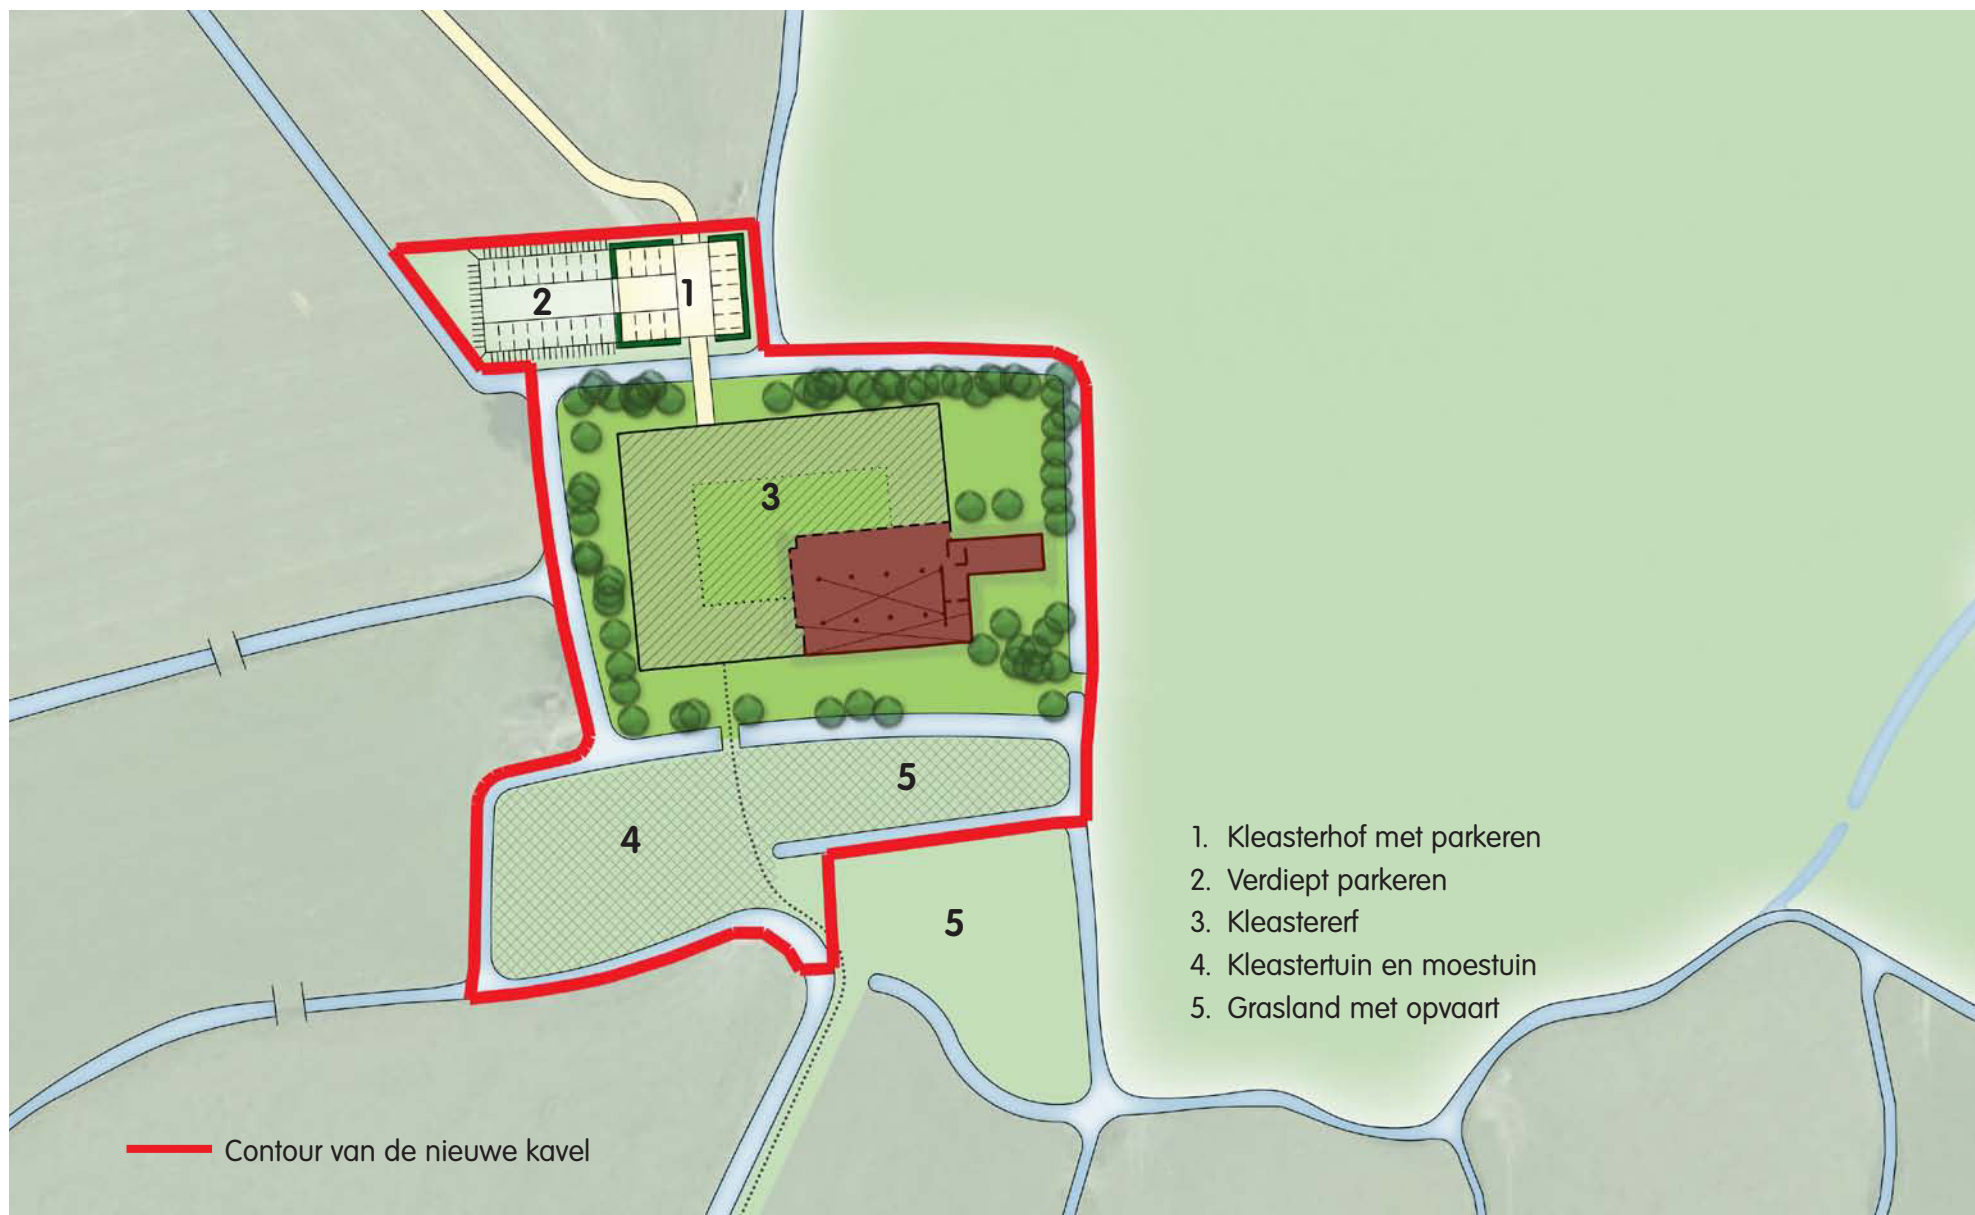 2
1
3
5
4
5
1. Kleasterhof met parkeren
2. Verdiept parkeren
3. Kleastererf
4. Kleastertuin en moestuin
5. Grasland met opvaart
Contour van de nieuwe kavel